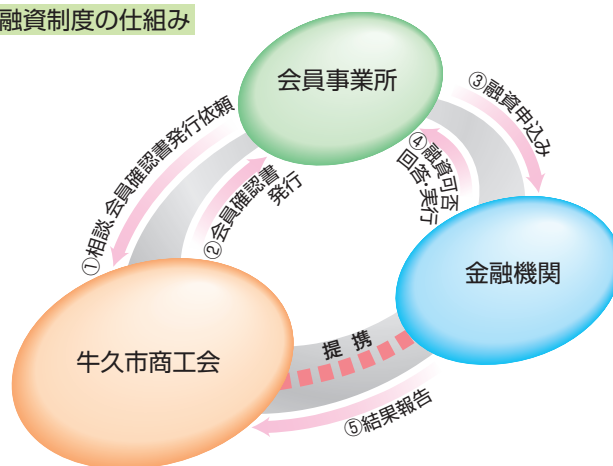 融資制度の仕組み
会員事業所
①相談、会員確認書発行依頼
②会員確認書
発行
③融資申込み
④融資可否
回答・実行
金融機関
牛久市商工会
提携
⑤結果報告